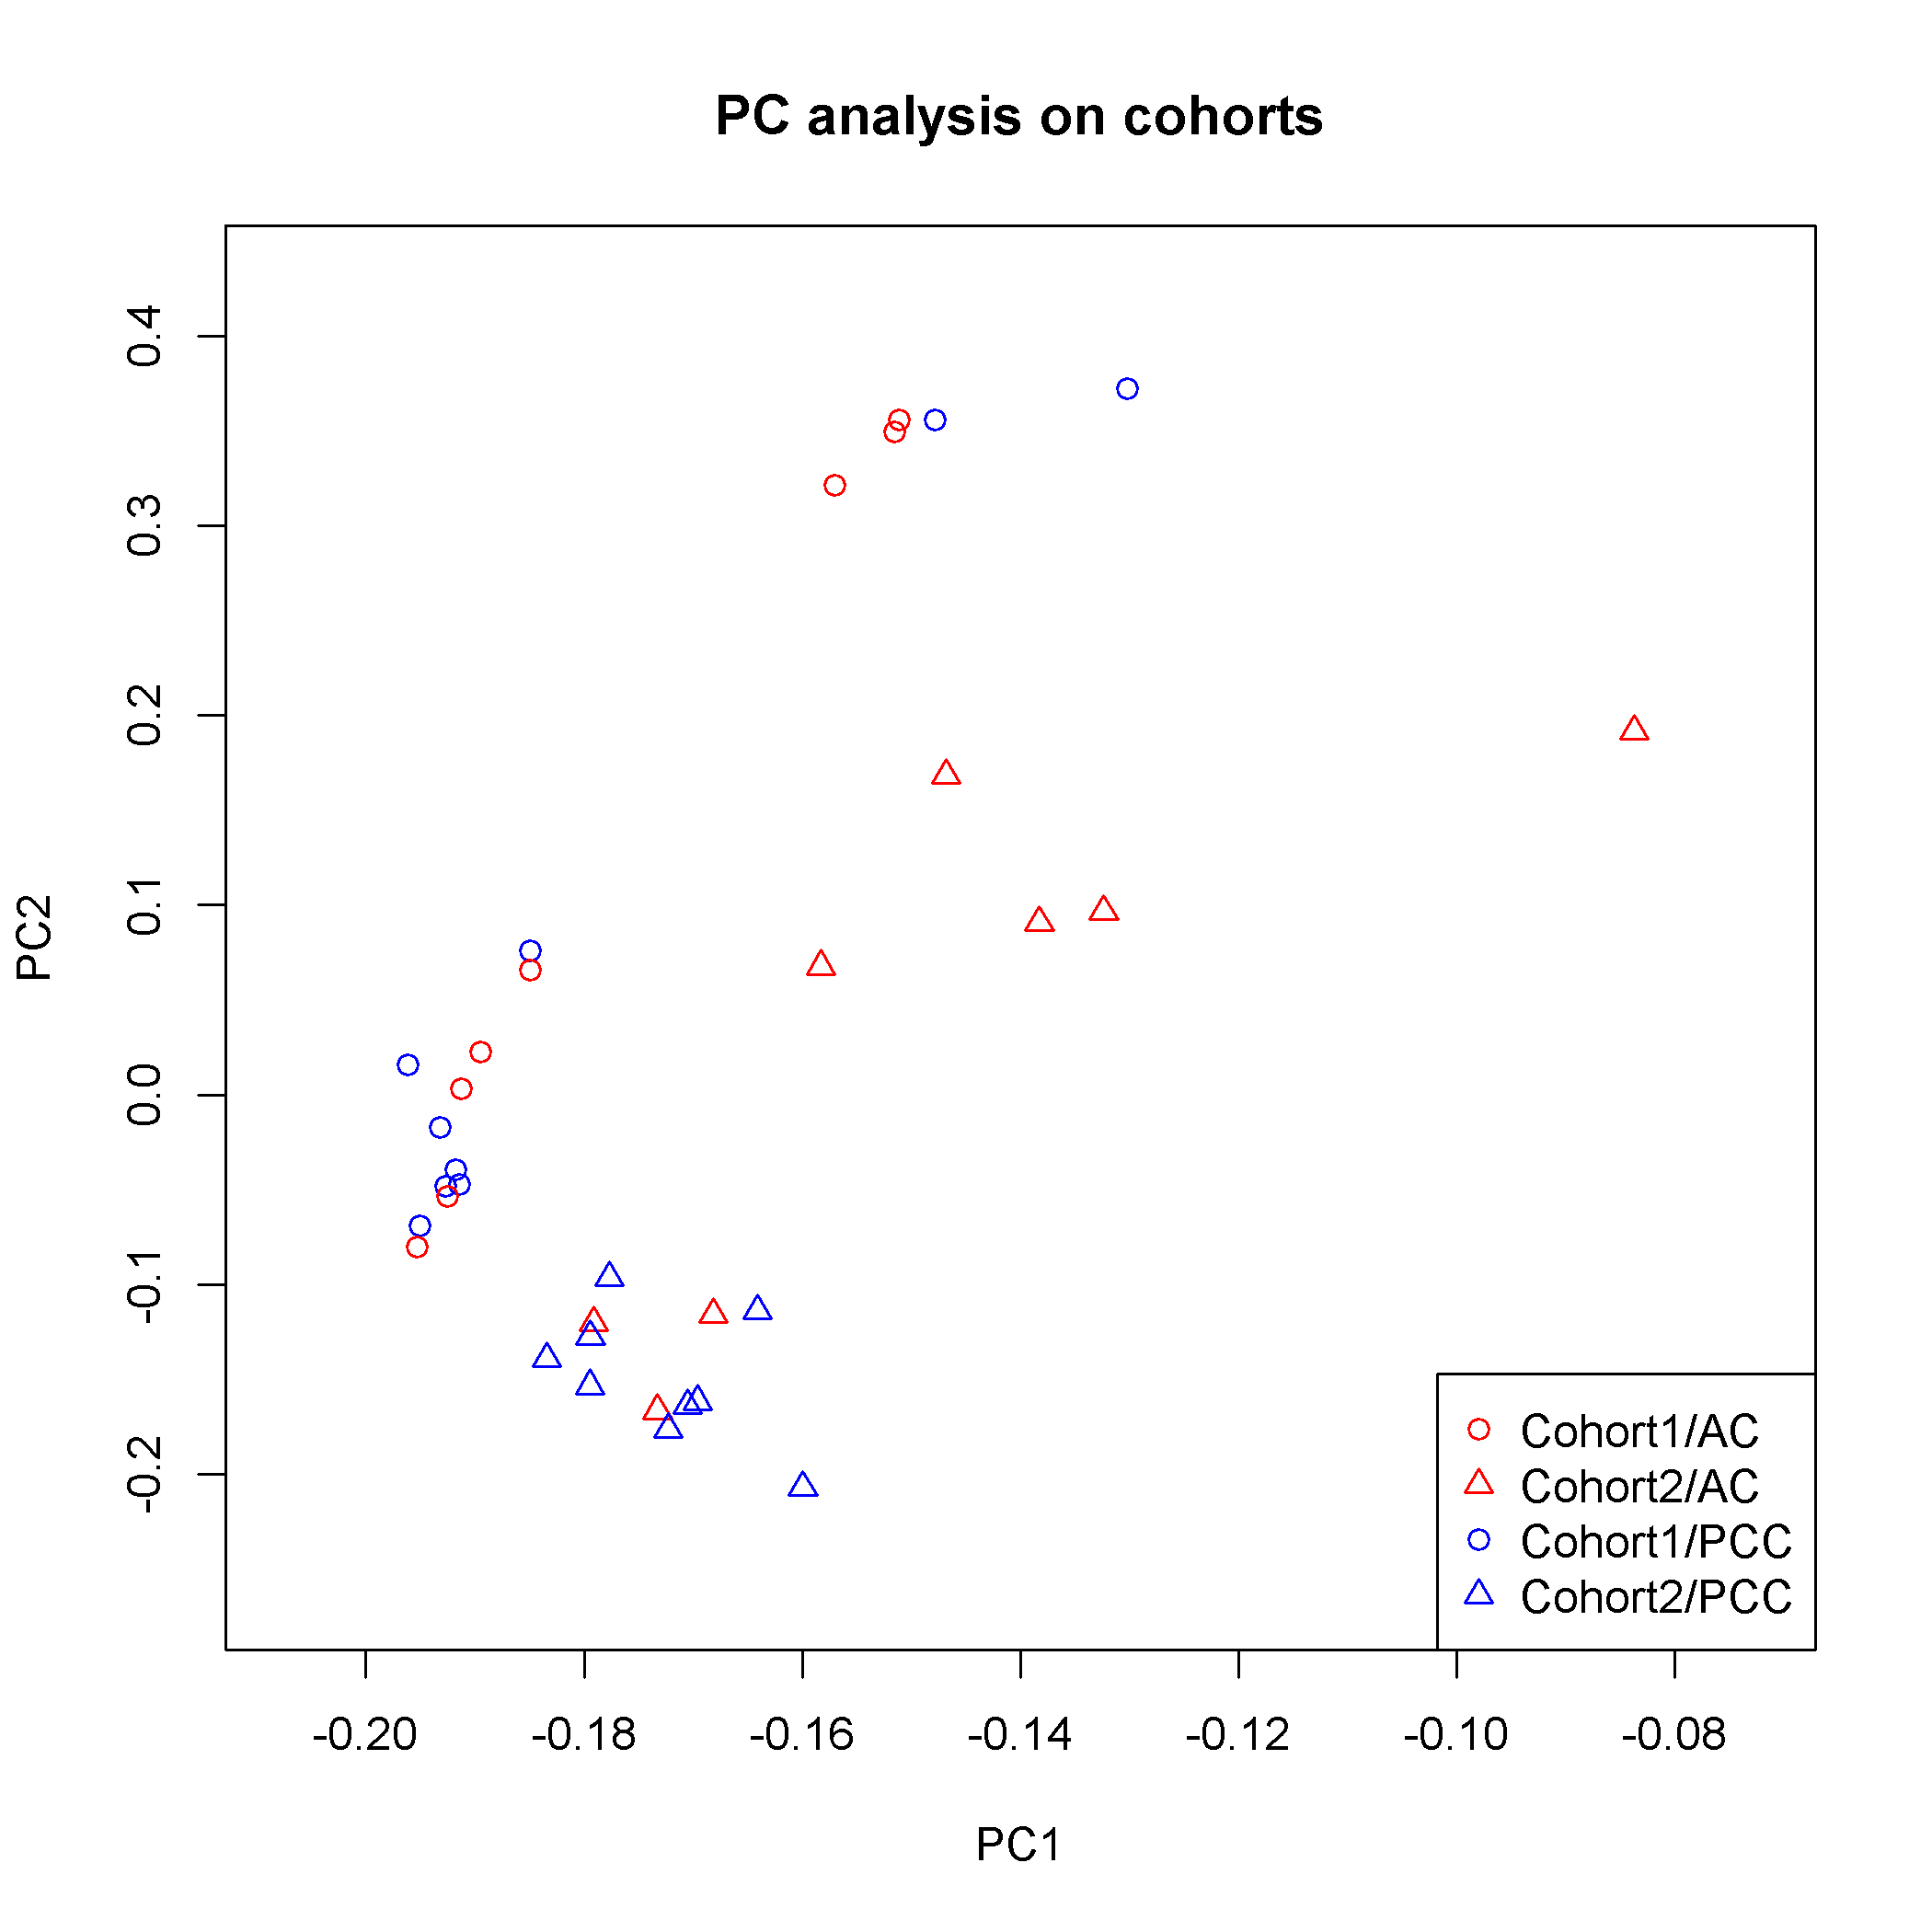 PC analysis on cohorts
PC2
0.4
0.3
0.2
0.1
0.0
-0.1
-0.2
Cohort1/AC
Cohort2/AC
Cohort1/PCC
Cohort2/PCC
-0.20 -0.18 -0.16 -0.14 -0.12 -0.10 -0.08
PC1